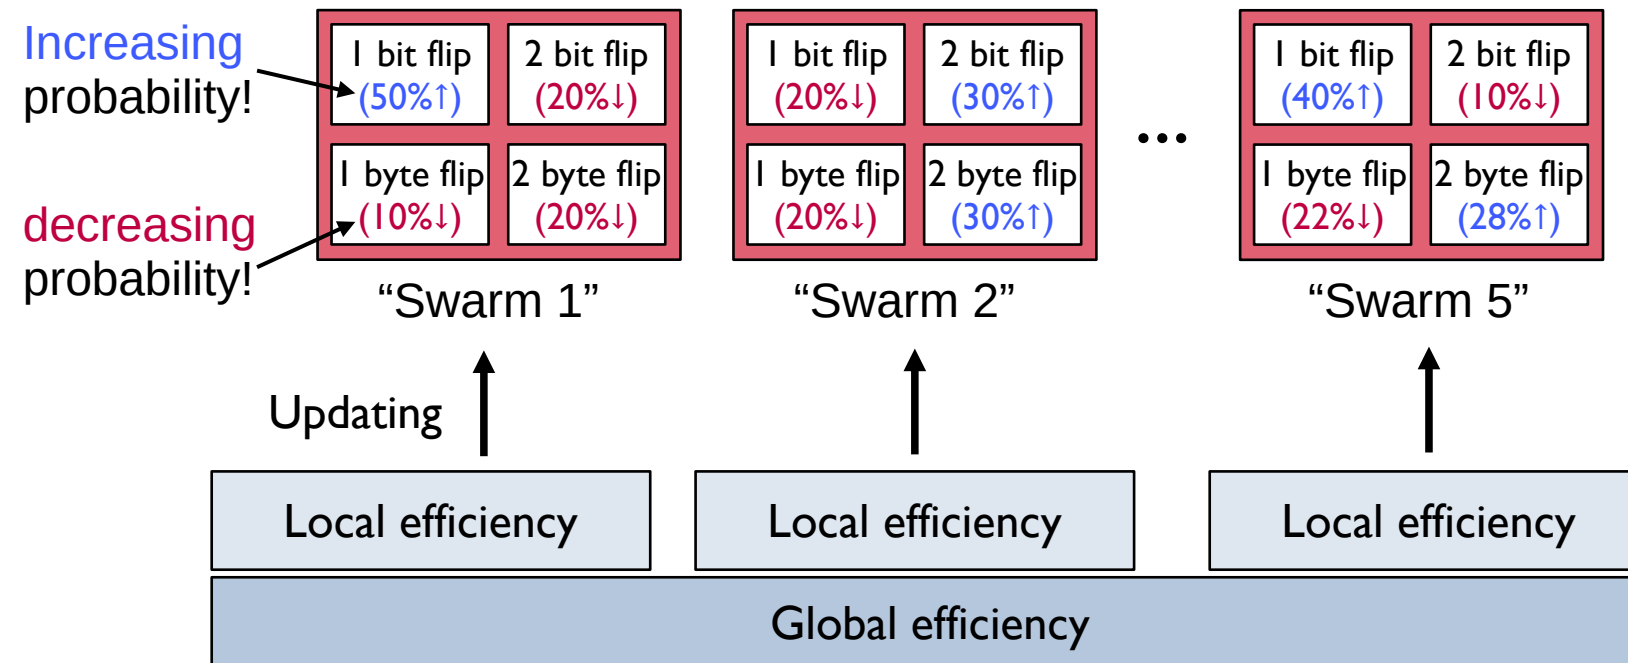 Increasing
probability!
decreasing
probability!
1 bit flip
(50%↑)
2 bit flip
(20%↓)
1 byte flip
(10%↓)
2 byte flip
(20%↓)
“Swarm 1”
1 bit flip
(20%↓)
2 bit flip
(30%↑)
1 byte flip
(20%↓)
2 byte flip
(30%↑)
“Swarm 2”
...
1 bit flip
(40%↑)
2 bit flip
(10%↓)
1 byte flip
(22%↓)
2 byte flip
(28%↑)
“Swarm 5”
Updating
Local efficiency
Local efficiency
Local efficiency
Global efficiency